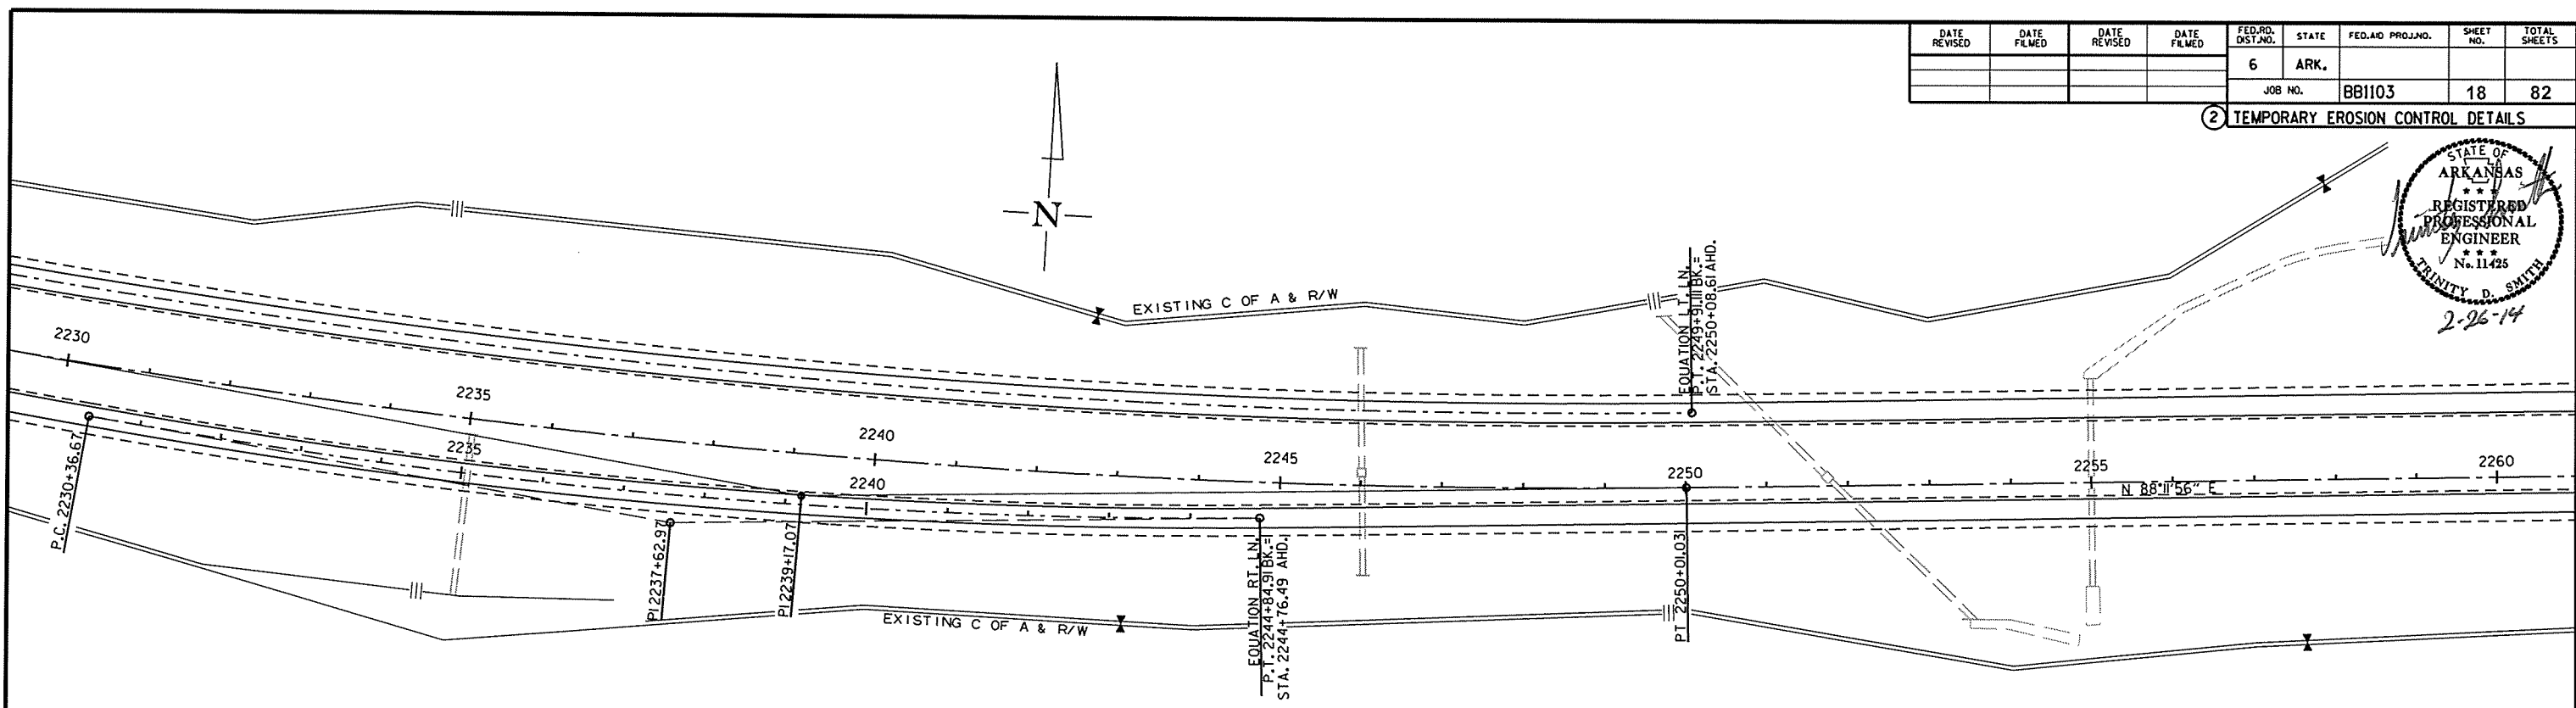 DATE REVISED
DATE FILMED
DATE REVISED
DATE FILMED
FED.RD. DIST.NO.
STATE
FED.AID PROJ.NO.
SHEET NO.
TOTAL SHEETS
6
ARK.
JOB NO.
BB1103
18
82
2 TEMPORARY EROSION CONTROL DETAILS
STATE OF
ARKANSAS
★ ★ ★
REGISTERED
PROFESSIONAL
ENGINEER
★ ★ ★
No. 11425
TRINITY D. SMITH
2-26-14
N
EXISTING C OF A & R/W
EQUATION LT. LN.
P.T. 2249+91.11 BK.=
STA. 2250+08.61 AHD.
2230
2235
2240
2245
2250
2255
2260
2235
2240
N 88°11'56" E
P.C. 2230+36.67
PI 2237+62.97
PI 2239+17.07
EQUATION RT. LN.
P.T. 2244+84.91 BK.=
STA. 2244+76.49 AHD.
PT 2250+01.03
EXISTING C OF A & R/W